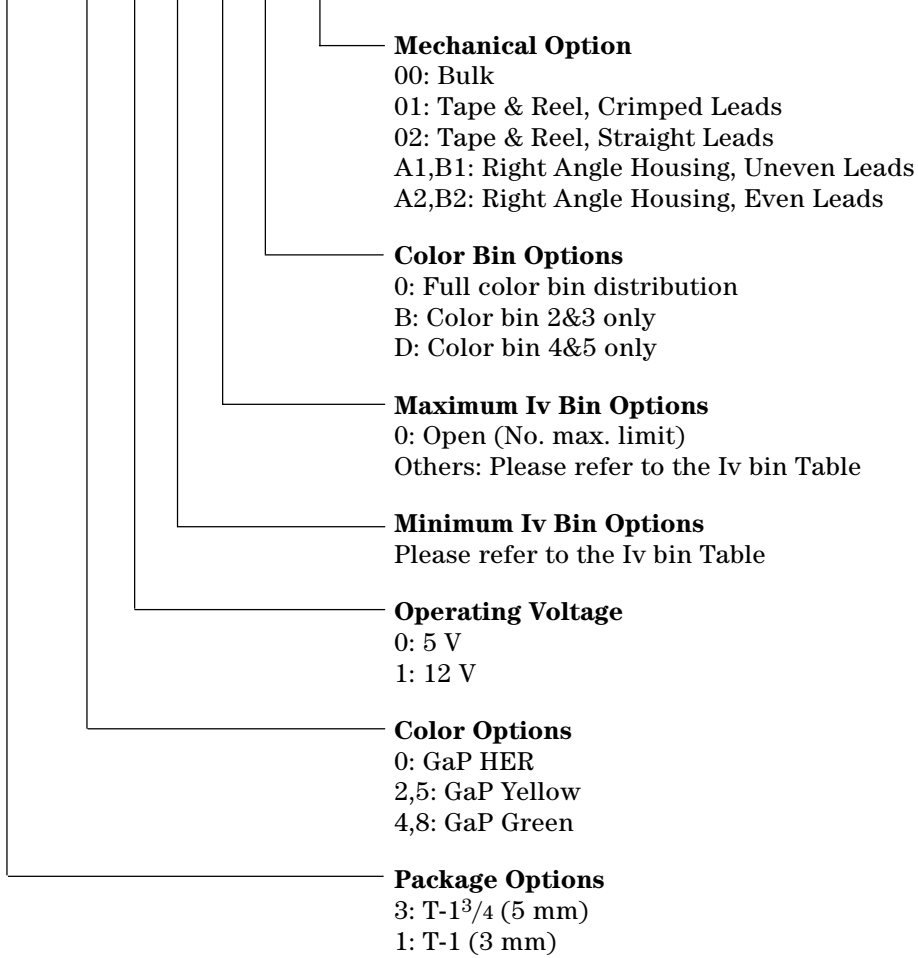 Mechanical Option
00: Bulk
01: Tape & Reel, Crimped Leads
02: Tape & Reel, Straight Leads
A1,B1: Right Angle Housing, Uneven Leads
A2,B2: Right Angle Housing, Even Leads
Color Bin Options
0: Full color bin distribution
B: Color bin 2&3 only
D: Color bin 4&5 only
Maximum Iv Bin Options
0: Open (No. max. limit)
Others: Please refer to the Iv bin Table
Minimum Iv Bin Options
Please refer to the Iv bin Table
Operating Voltage
0: 5 V
1: 12 V
Color Options
0: GaP HER
2,5: GaP Yellow
4,8: GaP Green
Package Options
3: T-1 3/4 (5 mm)
1: T-1 (3 mm)